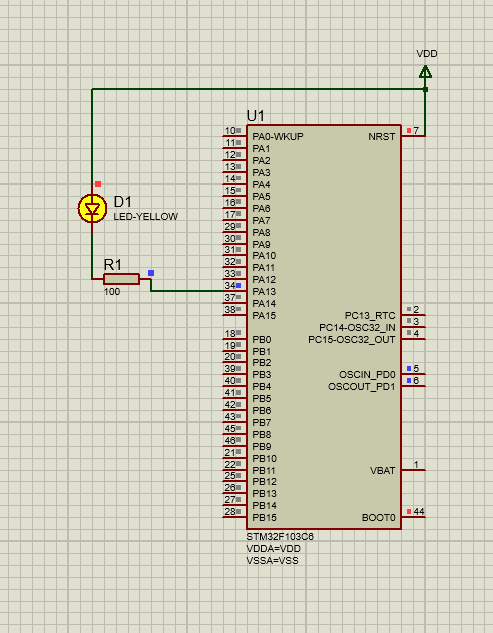 VDD
U1
10 PA0-WKUP NRST 7
11 PA1
12 PA2
13 PA3
14 PA4
15 PA5
16 PA6
17 PA7
29 PA8
30 PA9
31 PA10
32 PA11
33 PA12
34 PA13
37 PA14
38 PA15
D1
LED-YELLOW
R1
100
PC13_RTC 2
PC14-OSC32_IN 3
PC15-OSC32_OUT 4
18 PB0
19 PB1
20 PB2
39 PB3
40 PB4
41 PB5
42 PB6
43 PB7
45 PB8
46 PB9
21 PB10
22 PB11
25 PB12
26 PB13
27 PB14
28 PB15
OSCIN_PD0 5
OSCOUT_PD1 6
VBAT 1
BOOT0 44
STM32F103C6
VDDA=VDD
VSSA=VSS